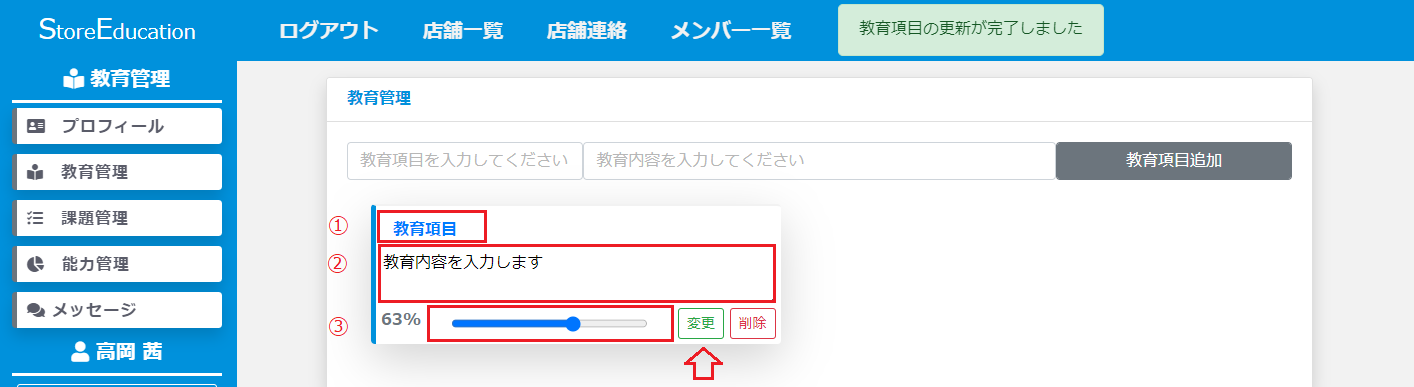 StoreEducation
ログアウト 店舗一覧 店舗連絡 メンバー一覧
教育項目の更新が完了しました
教育管理
プロフィール
教育管理
課題管理
能力管理
メッセージ
高岡 茜
教育管理
教育項目を入力してください 教育内容を入力してください 教育項目追加
① 教育項目
② 教育内容を入力します
③ 63% 変更 削除